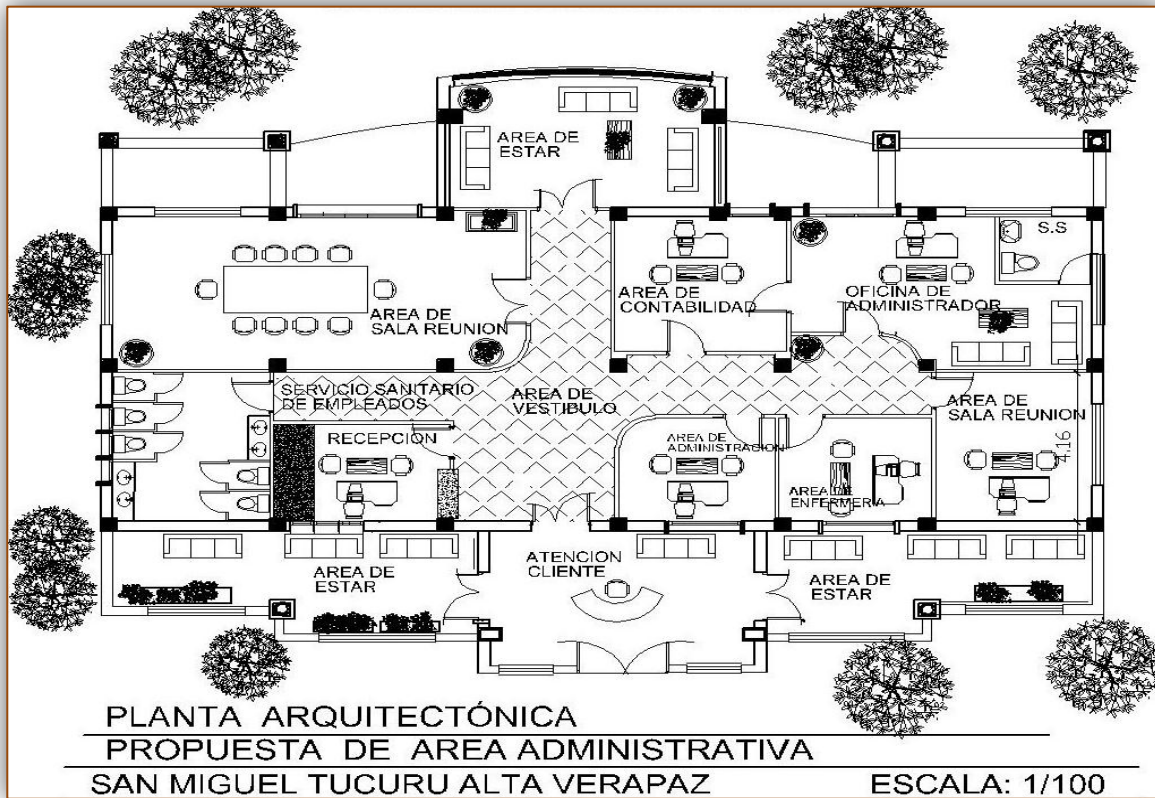 AREA DE
ESTAR
S.S
AREA DE
CONTABILIDAD
OFICINA DE
ADMINISTRADOR
AREA DE
SALA REUNION
SERVICIO SANITARIO
DE EMPLEADOS
AREA DE
VESTIBULO
AREA DE
SALA REUNION
RECEPCION
AREA DE
ADMINISTRACION
4.16
AREA DE
ENFERMERIA
ATENCION
CLIENTE
AREA DE
ESTAR
AREA DE
ESTAR
PLANTA ARQUITECTÓNICA
PROPUESTA DE AREA ADMINISTRATIVA
SAN MIGUEL TUCURU ALTA VERAPAZ ESCALA: 1/100